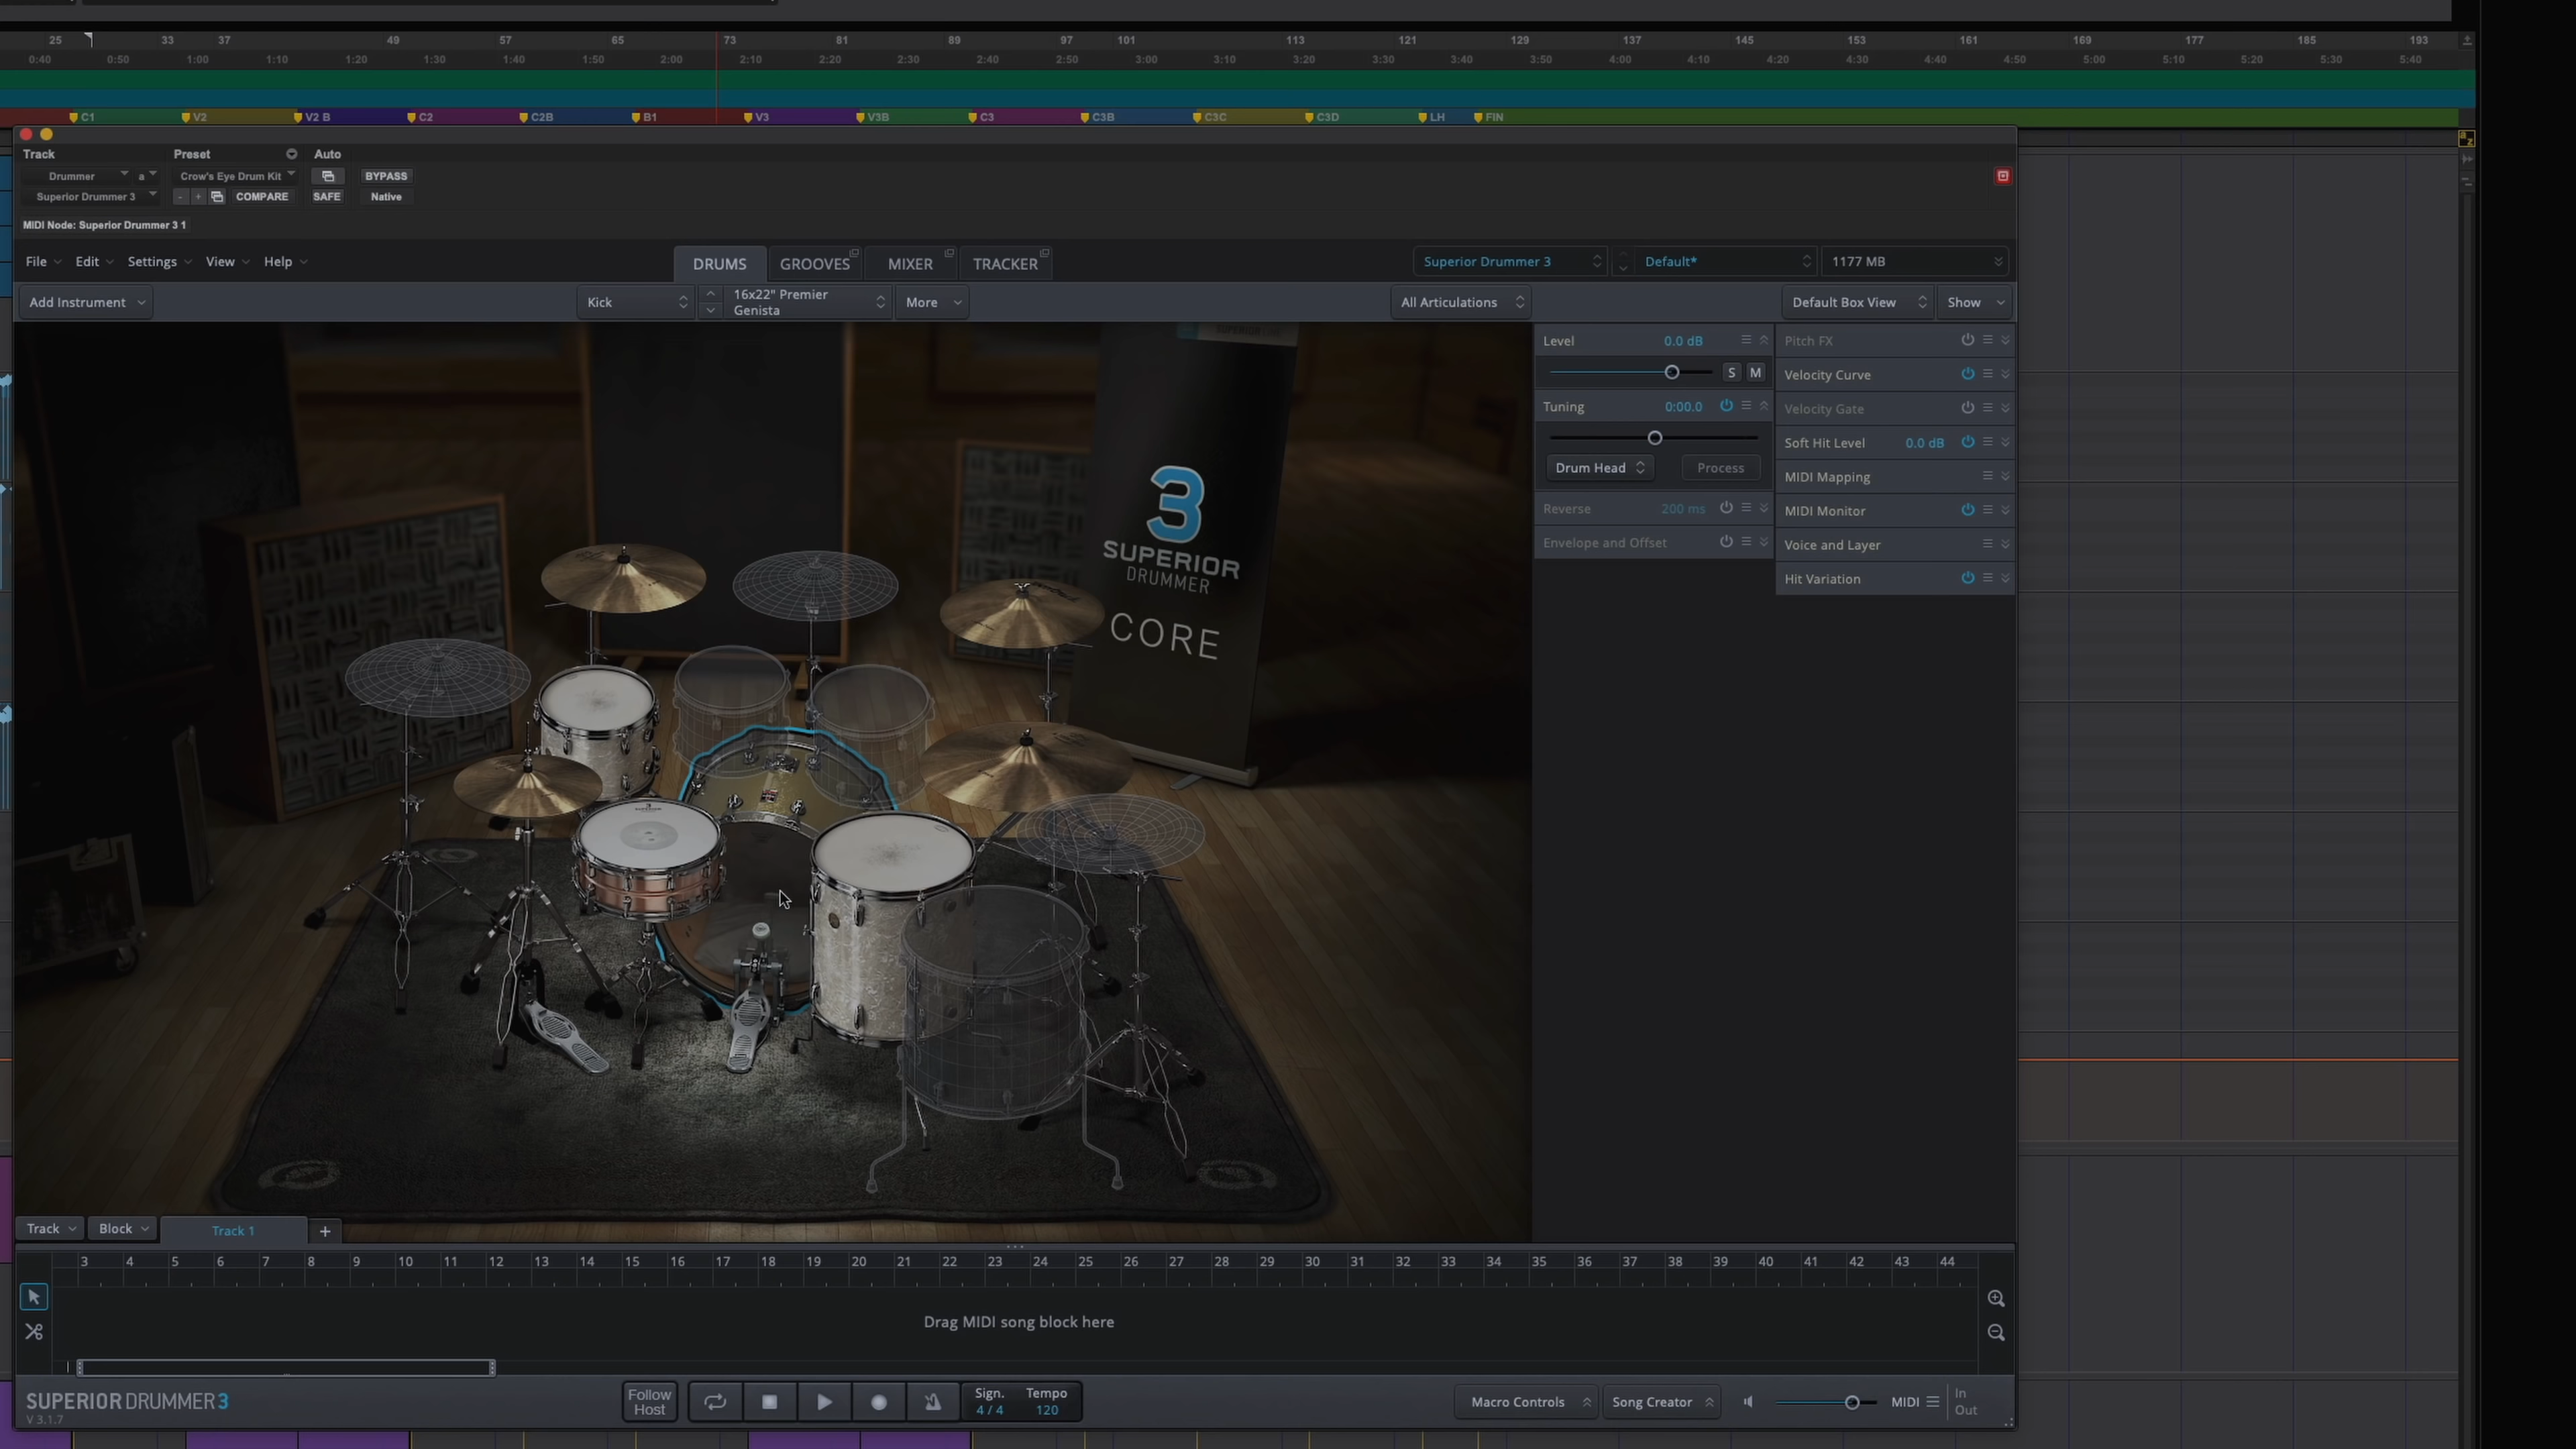 25 33 37 49 57 65 73 81 89 97 101 113 121 129 137 145 153 161 169 177 185 193
0:40 0:50 1:00 1:10 1:20 1:30 1:40 1:50 2:00 2:10 2:20 2:30 2:40 2:50 3:00 3:10 3:20 3:30 3:40 3:50 4:00 4:10 4:20 4:30 4:40 4:50 5:00 5:10 5:20 5:30 5:40
C1 V2 V2 B C2 C2B B1 V3 V3B C3 C3B C3C C3D LH FIN
Track Preset Auto
Drummer a Crow's Eye Drum Kit BYPASS
Superior Drummer 3 - + COMPARE SAFE Native
MIDI Node: Superior Drummer 3 1
File Edit Settings View Help DRUMS GROOVES MIXER TRACKER Superior Drummer 3 Default* 1177 MB
Add Instrument Kick 16x22" Premier Genista More All Articulations Default Box View Show
Level 0.0 dB Pitch FX
S M Velocity Curve
Tuning 0:00.0 Velocity Gate
Soft Hit Level 0.0 dB
Drum Head Process MIDI Mapping
Reverse 200 ms MIDI Monitor
Envelope and Offset Voice and Layer
Hit Variation
3
SUPERIOR
DRUMMER
CORE
Track Block Track 1 +
3 4 5 6 7 8 9 10 11 12 13 14 15 16 17 18 19 20 21 22 23 24 25 26 27 28 29 30 31 32 33 34 35 36 37 38 39 40 41 42 43 44
Drag MIDI song block here
SUPERIOR DRUMMER 3
V 3.1.7
Follow Host
Sign. Tempo
4 / 4 120
Macro Controls Song Creator MIDI In
Out